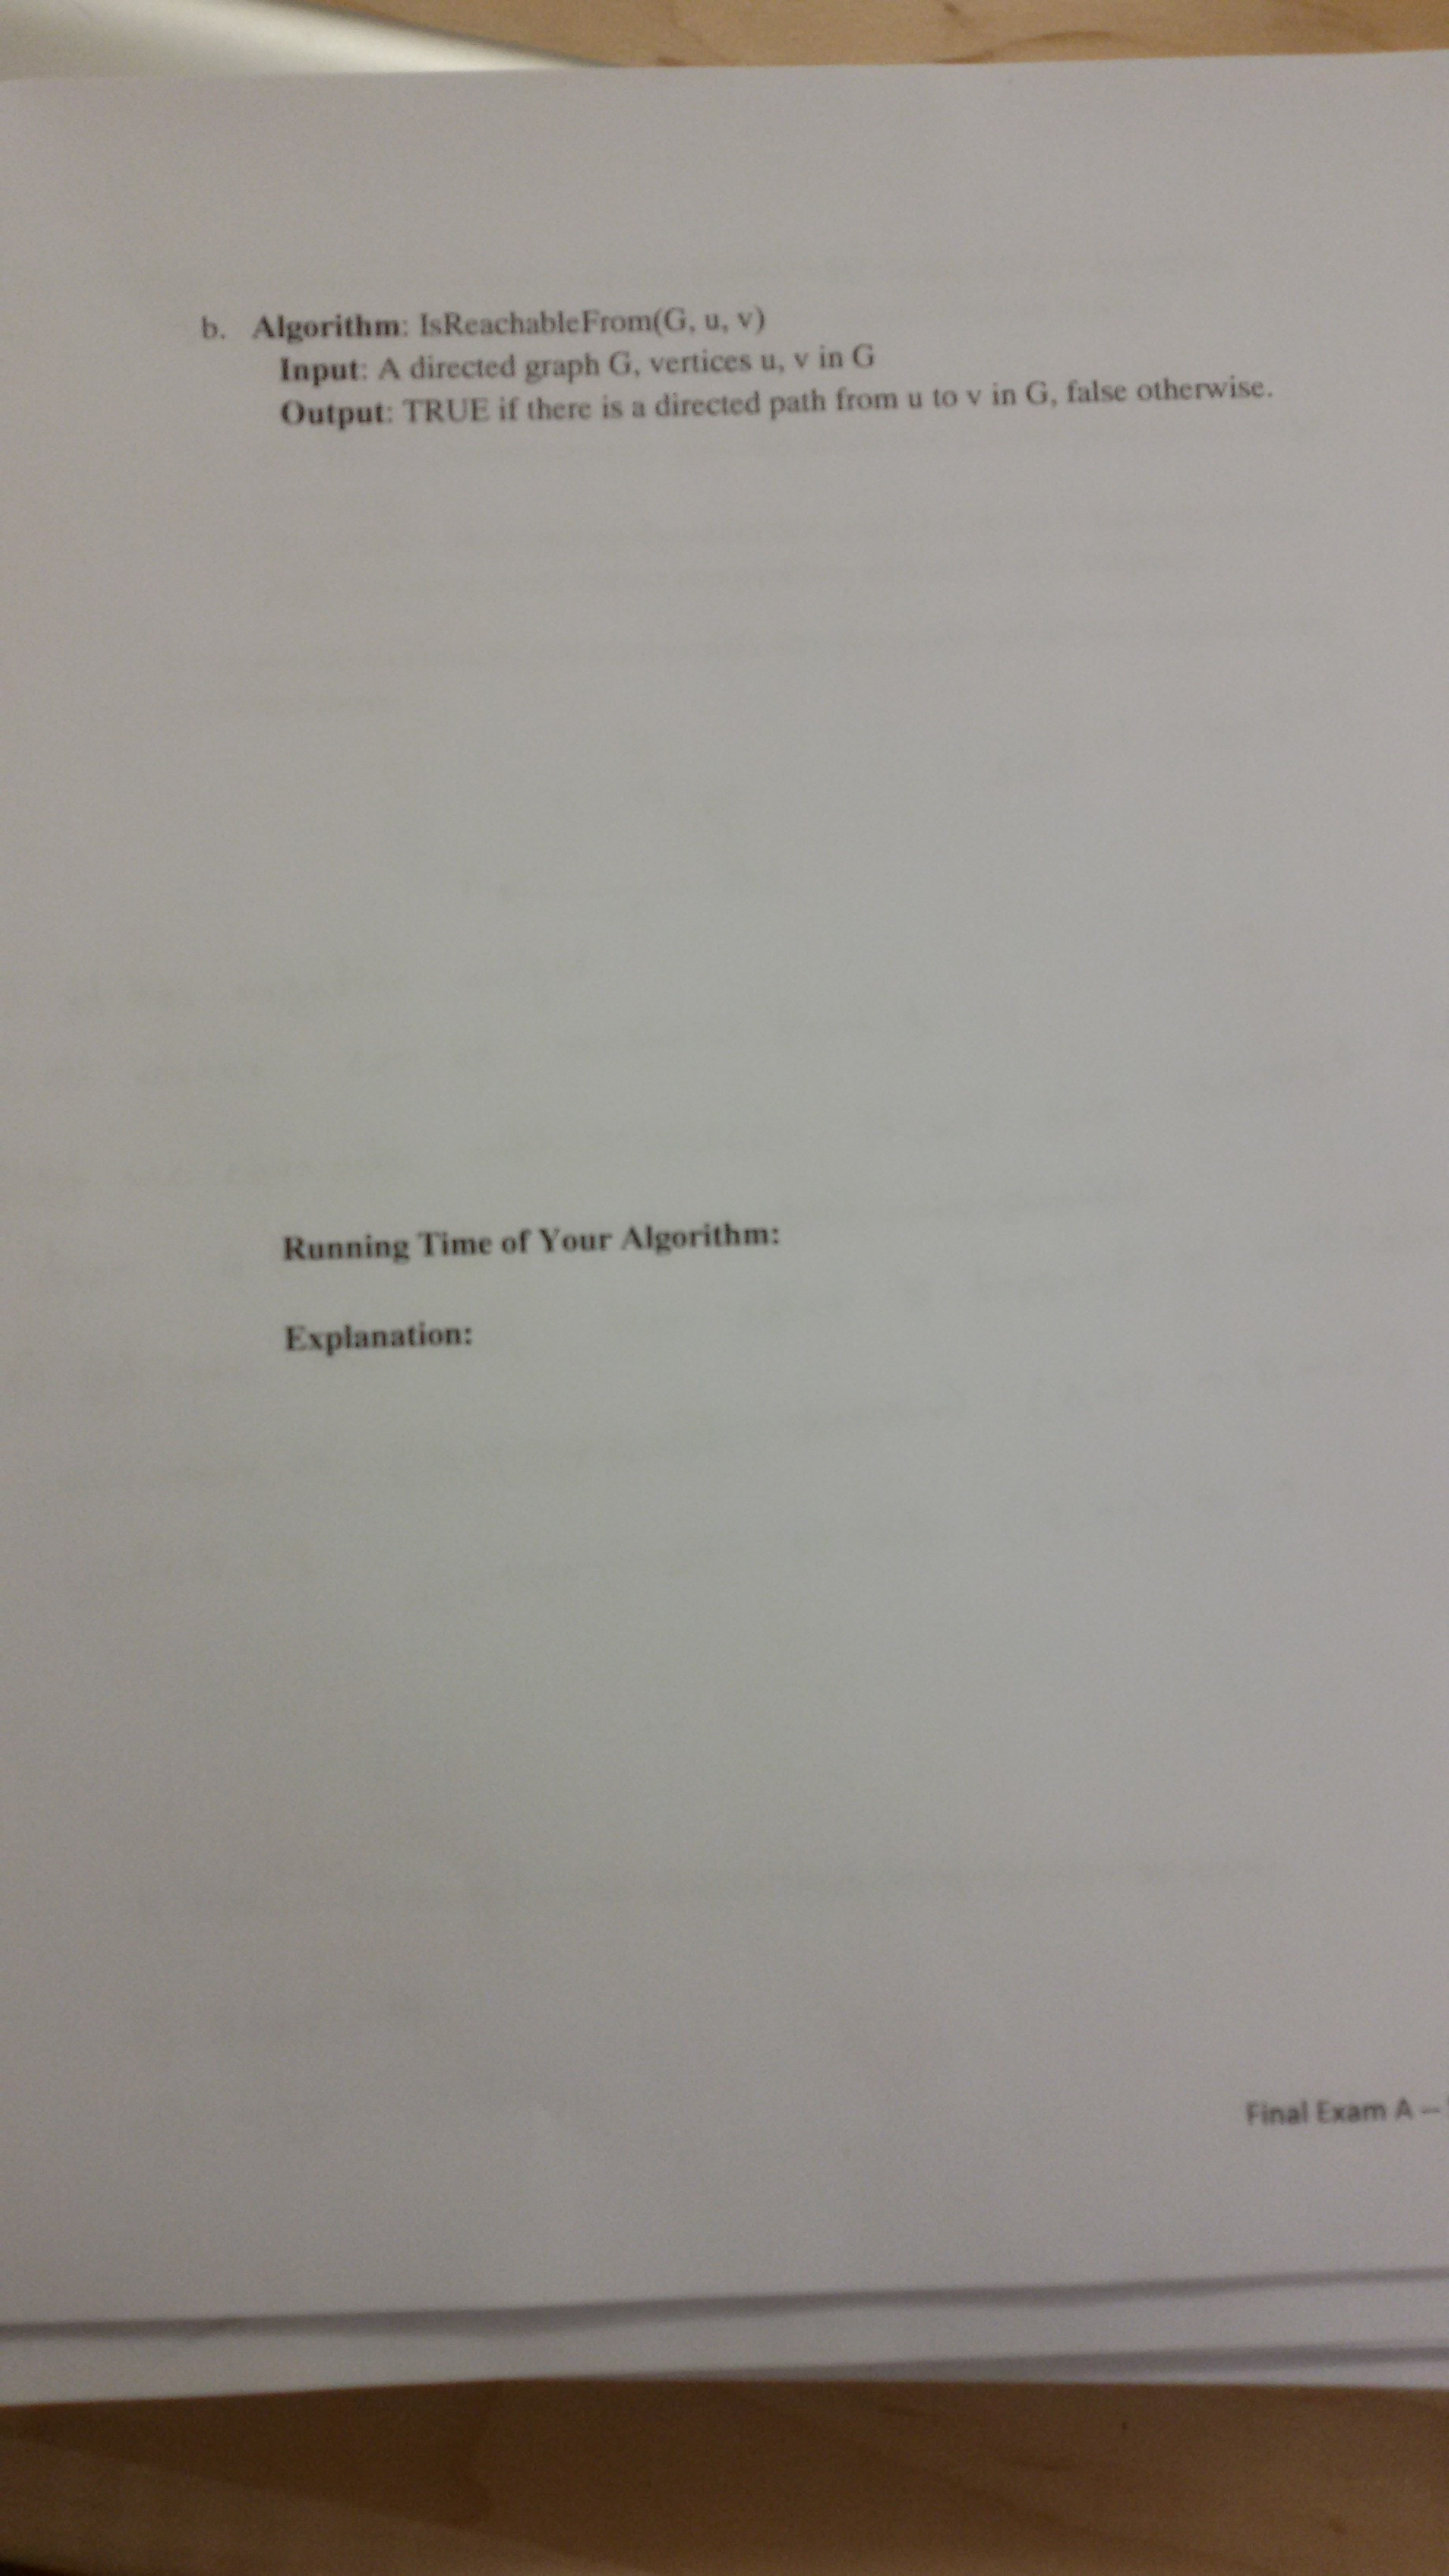 b. Algorithm: IsReachableFrom(G, u, v)
Input: A directed graph G, vertices u, v in G
Output: TRUE if there is a directed path from u to v in G, false otherwise.
Running Time of Your Algorithm:
Explanation:
Final Exam A –